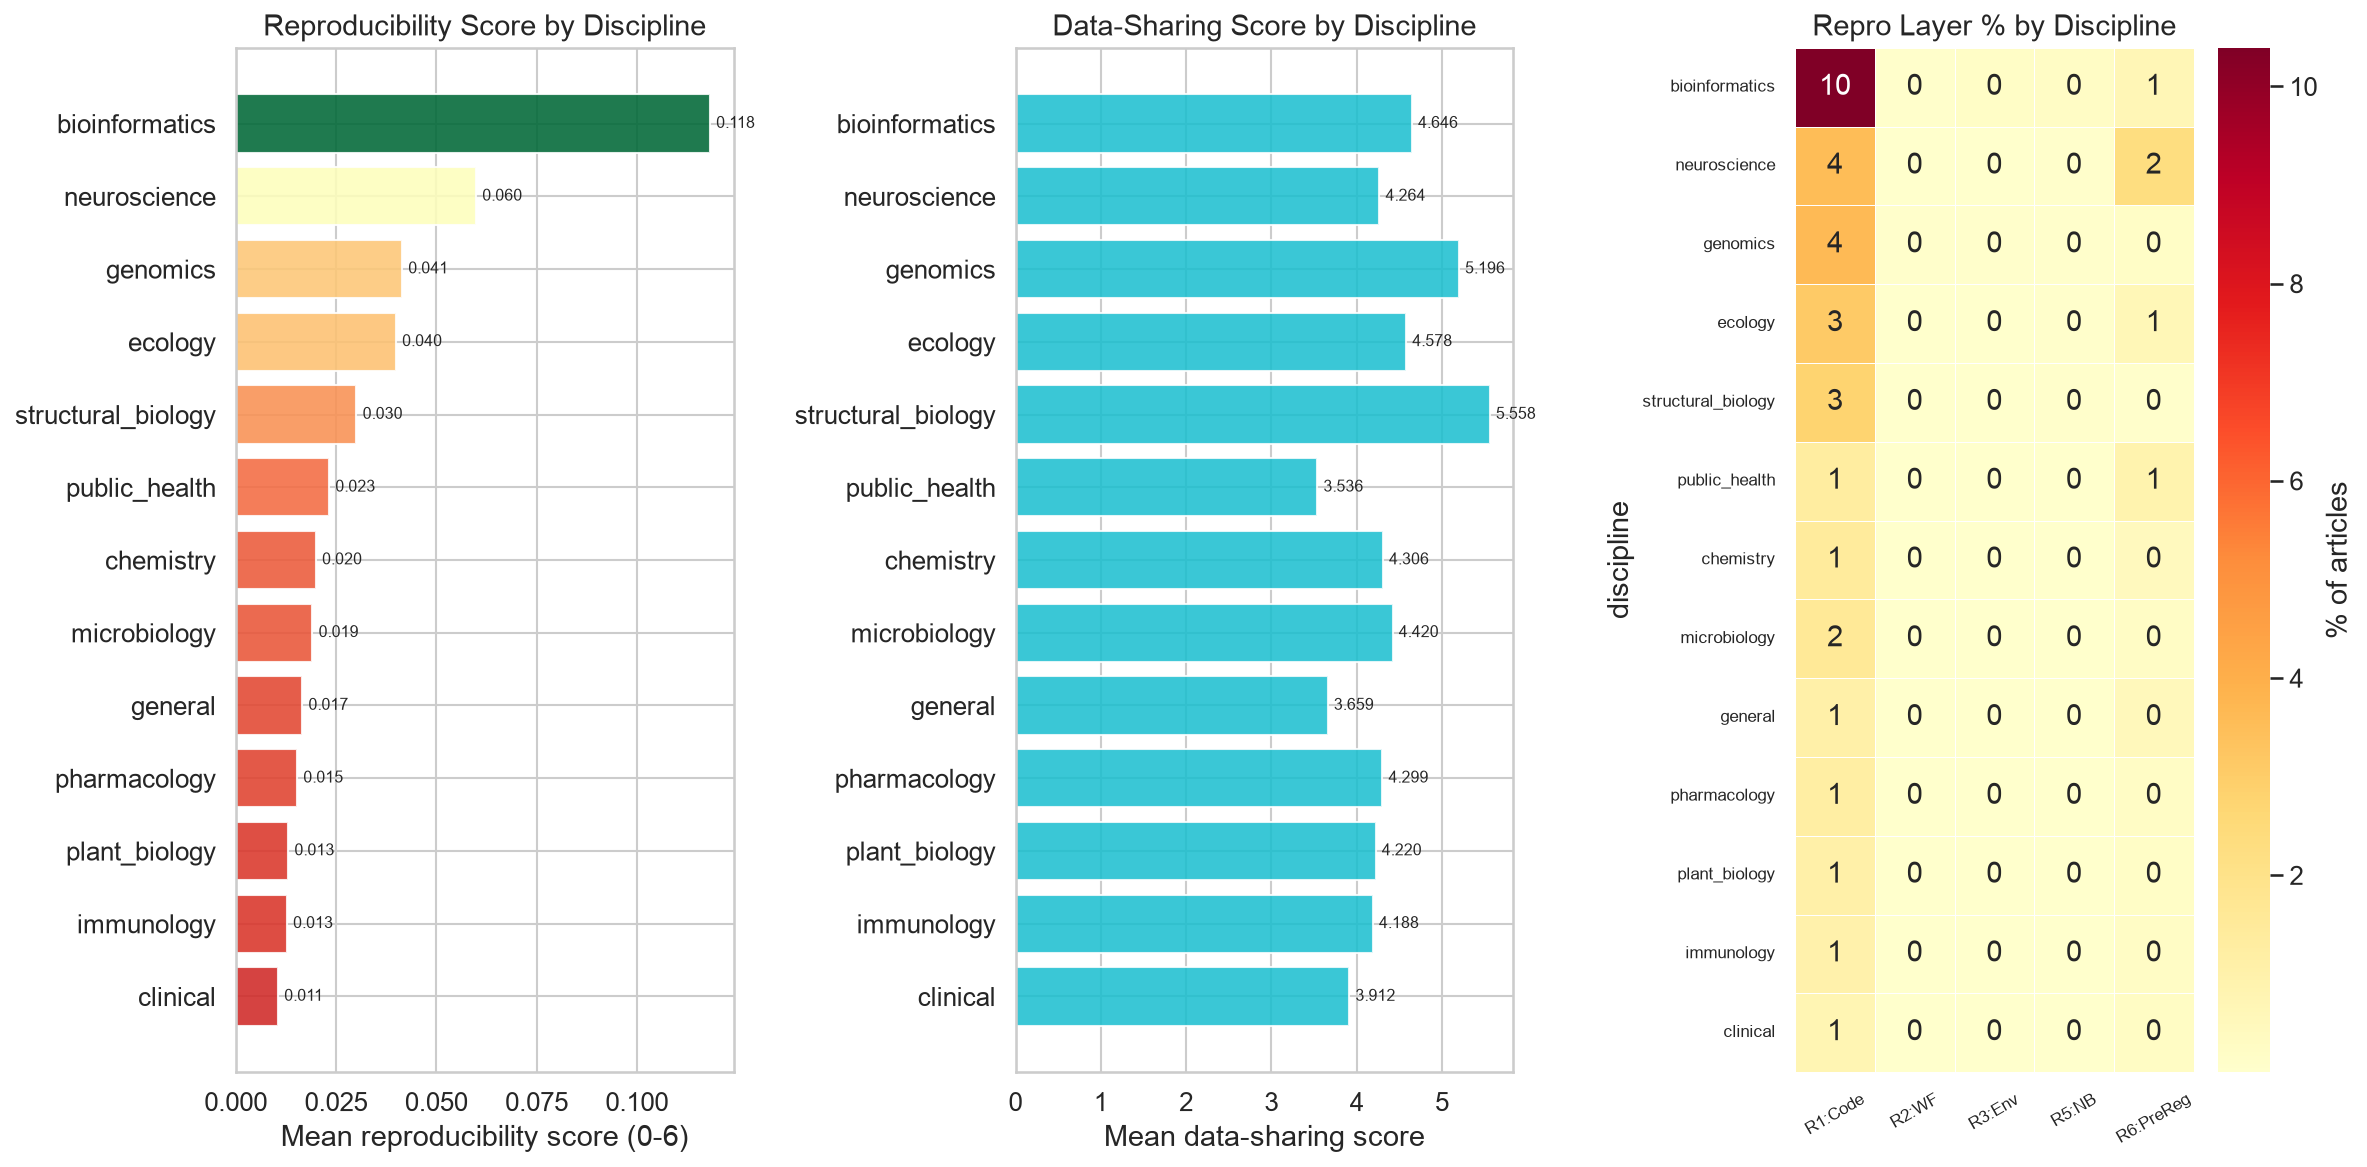 Reproducibility Score by Discipline
bioinformatics 0.118
neuroscience 0.060
genomics 0.041
ecology 0.040
structural_biology 0.030
public_health 0.023
chemistry 0.020
microbiology 0.019
general 0.017
pharmacology 0.015
plant_biology 0.013
immunology 0.013
clinical 0.011
0.000 0.025 0.050 0.075 0.100
Mean reproducibility score (0-6)
Data-Sharing Score by Discipline
bioinformatics 4.646
neuroscience 4.264
genomics 5.196
ecology 4.578
structural_biology 5.558
public_health 3.536
chemistry 4.306
microbiology 4.420
general 3.659
pharmacology 4.299
plant_biology 4.220
immunology 4.188
clinical 3.912
0 1 2 3 4 5
Mean data-sharing score
Repro Layer % by Discipline
discipline
bioinformatics 10 0 0 0 1
neuroscience 4 0 0 0 2
genomics 4 0 0 0 0
ecology 3 0 0 0 1
structural_biology 3 0 0 0 0
public_health 1 0 0 0 1
chemistry 1 0 0 0 0
microbiology 2 0 0 0 0
general 1 0 0 0 0
pharmacology 1 0 0 0 0
plant_biology 1 0 0 0 0
immunology 1 0 0 0 0
clinical 1 0 0 0 0
R1:Code R2:WF R3:Env R5:NB R6:PreReg
10
8
6
4
2
% of articles